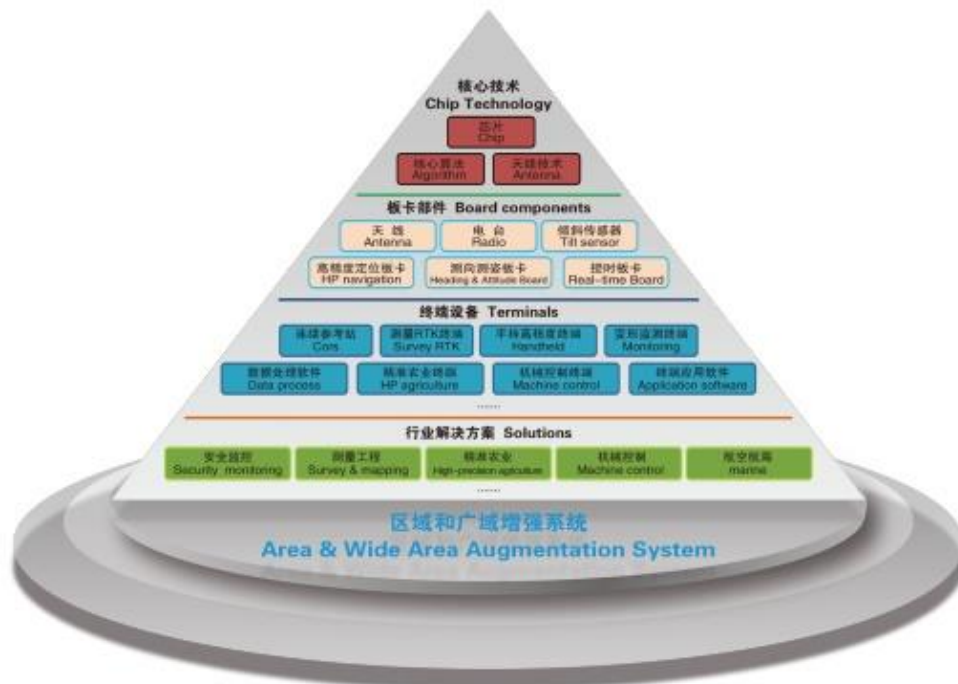 核心技术
Chip Technology
芯片
Chip
核心算法 天线技术
Algorithm Antenna
板卡部件 Board components
天 线 电 台 倾斜传感器
Antenna Radio Tilt sensor
高精度定位板卡 测向测姿板卡 授时板卡
HP navigation Heading & Attitude Board Real-time Board
终端设备 Terminals
连续参考站 测量RTK终端 手持高精度终端 变形监测终端
Cors Survey RTK Handheld Monitoring
数据处理软件 精准农业终端 机械控制终端 终端应用软件
Data process HP agriculture Machine control Application software
......
行业解决方案 Solutions
安全监控 测量工程 精准农业 机械控制 航空航海
Security monitoring Survey & mapping High-precision agriculture Machine control marine
......
区域和广域增强系统
Area & Wide Area Augmentation System